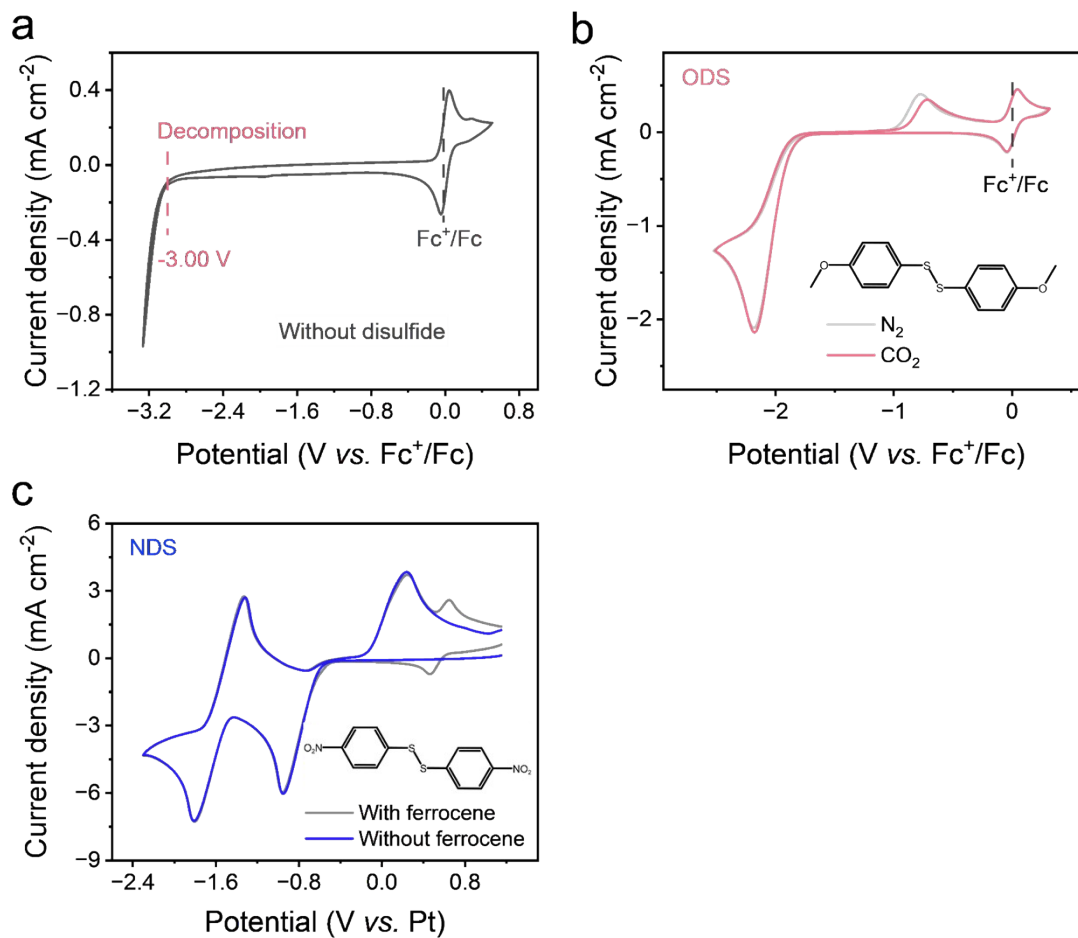 a
Current density (mA cm⁻²)
0.4
0.0
−0.4
−0.8
−1.2
Decomposition
-3.00 V
Fc⁺/Fc
Without disulfide
−3.2
−2.4
−1.6
−0.8
0.0
0.8
Potential (V vs. Fc⁺/Fc)
b
Current density (mA cm⁻²)
0
−1
−2
ODS
Fc⁺/Fc
O
S
S
O
N₂
CO₂
−2
−1
0
Potential (V vs. Fc⁺/Fc)
c
Current density (mA cm⁻²)
6
3
0
−3
−6
−9
NDS
O₂N
S
S
NO₂
With ferrocene
Without ferrocene
−2.4
−1.6
−0.8
0.0
0.8
Potential (V vs. Pt)